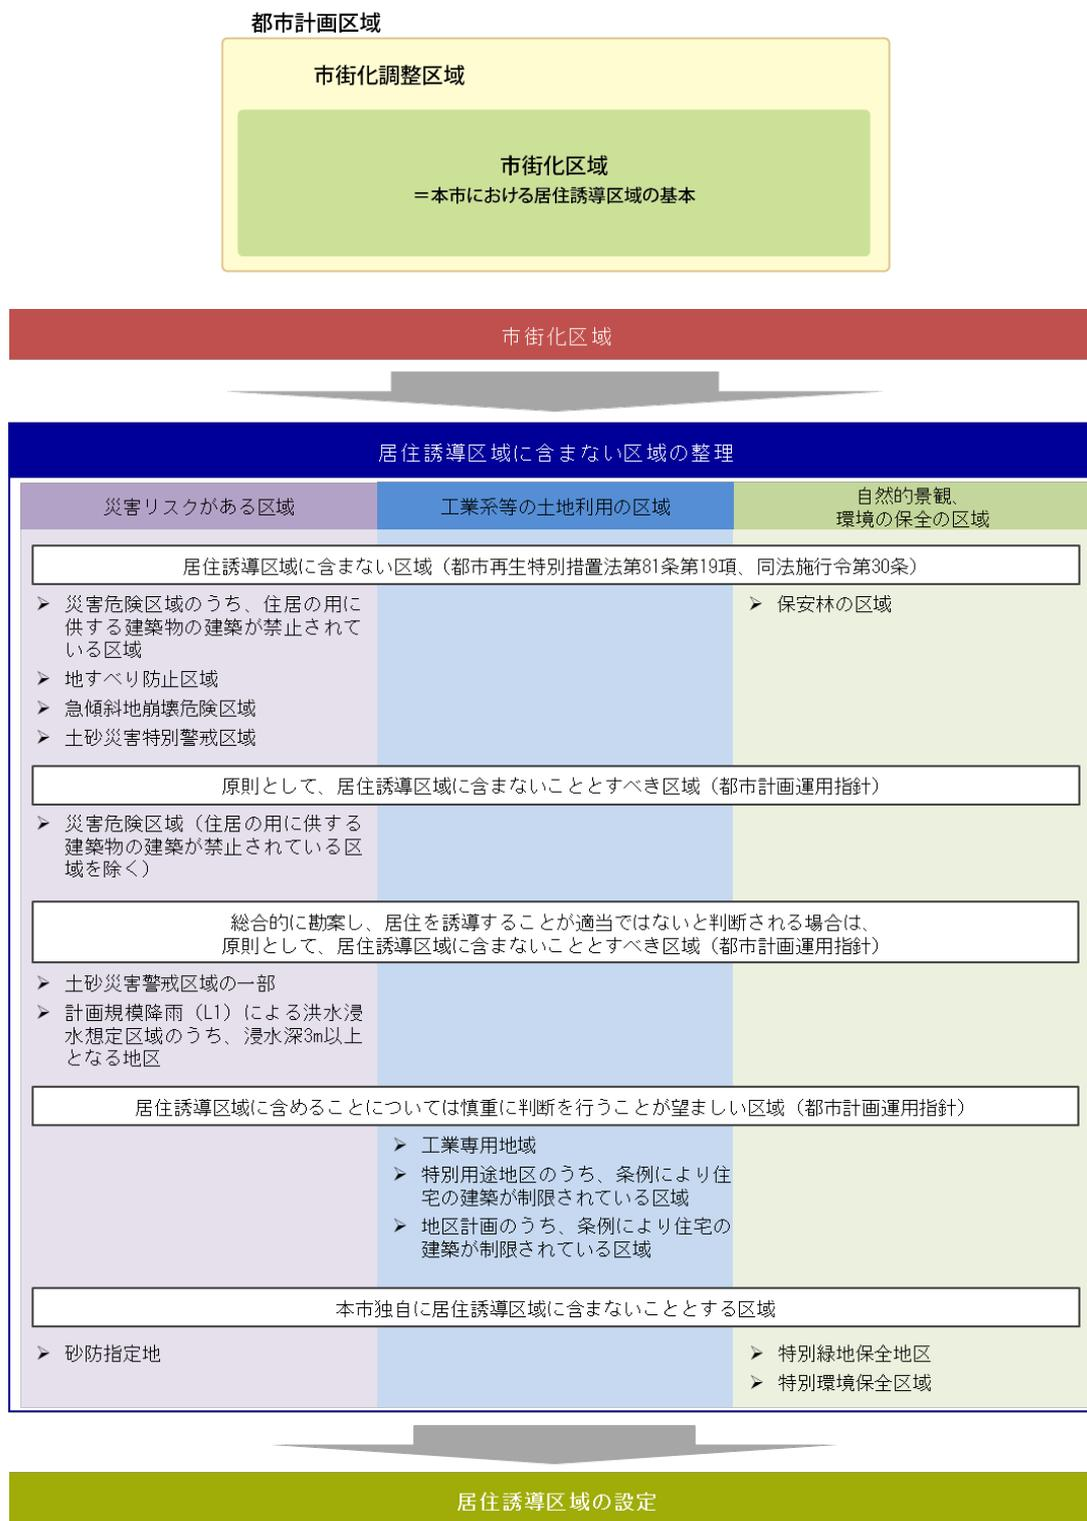 都市計画区域
市街化調整区域
市街化区域
＝本市における居住誘導区域の基本
市街化区域
居住誘導区域に含まない区域の整理
災害リスクがある区域
工業系等の土地利用の区域
自然的景観、
環境の保全の区域
居住誘導区域に含まない区域（都市再生特別措置法第81条第19項、同法施行令第30条）
➢ 災害危険区域のうち、住居の用に
供する建築物の建築が禁止されて
いる区域
➢ 地すべり防止区域
➢ 急傾斜地崩壊危険区域
➢ 土砂災害特別警戒区域
➢ 保安林の区域
原則として、居住誘導区域に含まないこととすべき区域（都市計画運用指針）
➢ 災害危険区域（住居の用に供する
建築物の建築が禁止されている区
域を除く）
総合的に勘案し、居住を誘導することが適当ではないと判断される場合は、
原則として、居住誘導区域に含まないこととすべき区域（都市計画運用指針）
➢ 土砂災害警戒区域の一部
➢ 計画規模降雨（L1）による洪水浸
水想定区域のうち、浸水深3m以上
となる地区
居住誘導区域に含めることについては慎重に判断を行うことが望ましい区域（都市計画運用指針）
➢ 工業専用地域
➢ 特別用途地区のうち、条例により住
宅の建築が制限されている区域
➢ 地区計画のうち、条例により住宅の
建築が制限されている区域
本市独自に居住誘導区域に含まないこととする区域
➢ 砂防指定地
➢ 特別緑地保全地区
➢ 特別環境保全区域
居住誘導区域の設定